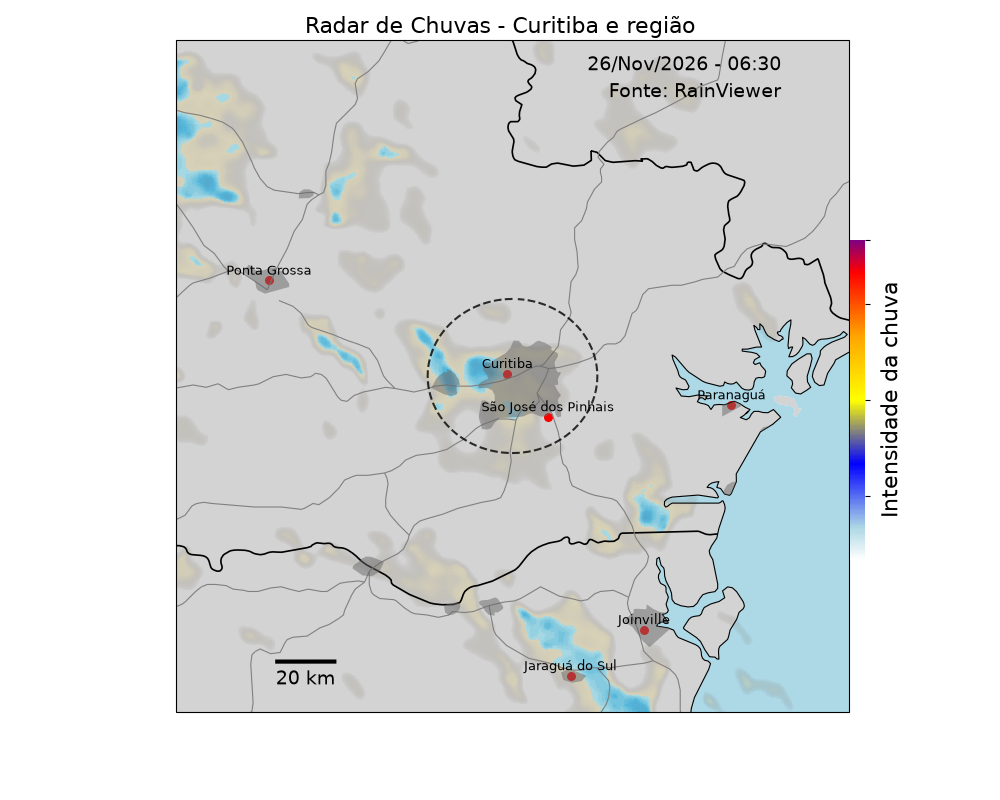 Radar de Chuvas - Curitiba e região
26/Nov/2026 - 06:30
Fonte: RainViewer
Ponta Grossa
Curitiba
São José dos Pinhais
Paranaguá
Joinville
Jaraguá do Sul
20 km
Intensidade da chuva